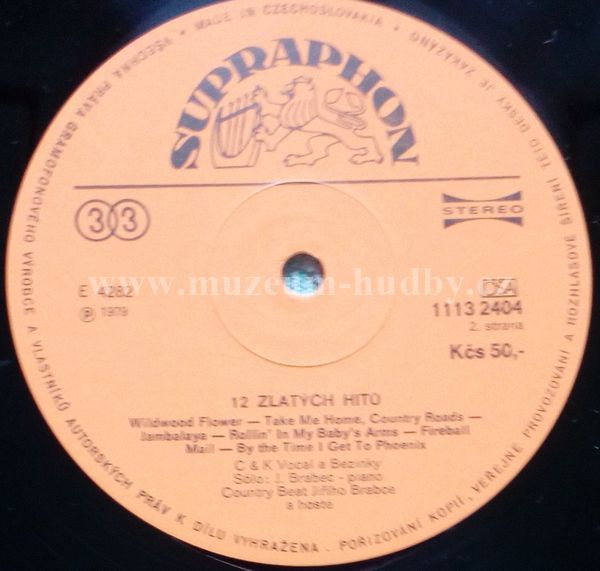 VŠECHNA PRÁVA GRAMOFONOVÉHO VÝROBCE A VLASTNÍKŮ AUTORSKÝCH PRÁV K DÍLU VYHRAŽENA . POŘIZOVÁNÍ KOPIÍ, VEŘEJNÉ PROVOZOVÁNÍ A ROZHLASOVÉ ŠÍŘENÍ TÉTO DESKY JE ZAKÁZÁNO
MADE IN CZECHOSLOVAKIA
SUPRAPHON
33
STEREO
www.muzeum-hudby.cz
E 4282
℗ 1979
1113 2404
2. strana
Kčs 50,-
12 ZLATÝCH HITŮ
Wildwood Flower — Take Me Home, Country Roads —
Jambalaya — Rollin' In My Baby's Arms — Fireball
Mail — By the Time I Get To Phoenix
C & K Vocal a Bezinky
Sólo: J. Brabec - piano
Country Beat Jiřího Brabce
a hosté